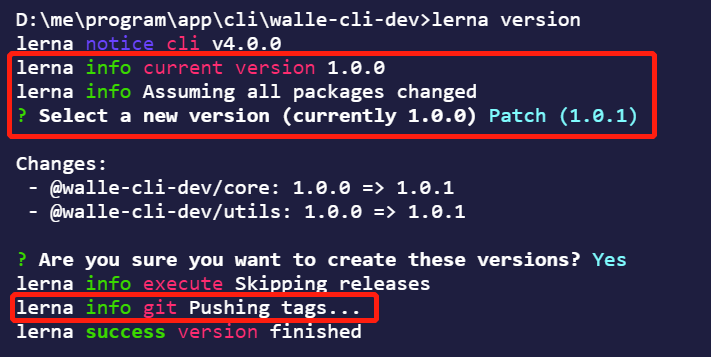 D:\me\program\app\cli\walle-cli-dev>lerna version
lerna notice cli v4.0.0
lerna info current version 1.0.0
lerna info Assuming all packages changed
? Select a new version (currently 1.0.0) Patch (1.0.1)
Changes:
- @walle-cli-dev/core: 1.0.0 => 1.0.1
- @walle-cli-dev/utils: 1.0.0 => 1.0.1
? Are you sure you want to create these versions? Yes
lerna info execute Skipping releases
lerna info git Pushing tags...
lerna success version finished